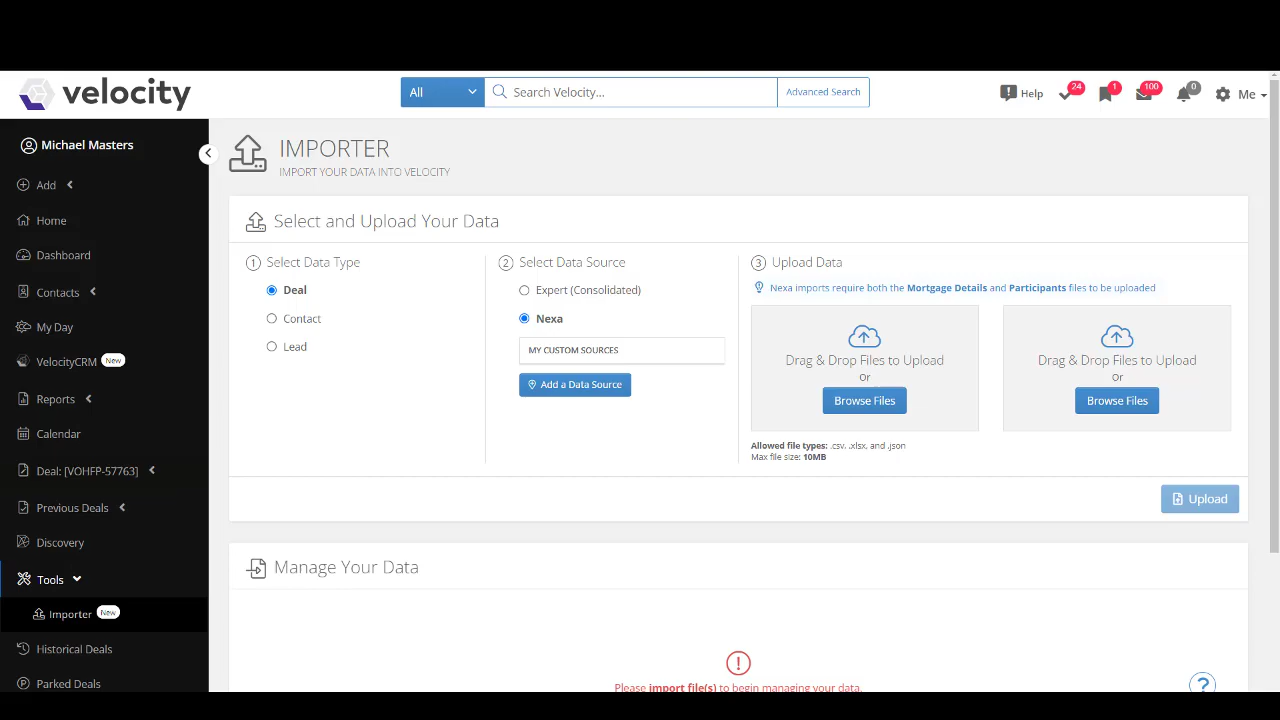 velocity
All
Search Velocity...
Advanced Search
Help
24
1
100
0
Me
Michael Masters
Add
Home
Dashboard
Contacts
My Day
VelocityCRM New
Reports
Calendar
Deal: [VOHFP-57763]
Previous Deals
Discovery
Tools
Importer New
Historical Deals
Parked Deals
IMPORTER
IMPORT YOUR DATA INTO VELOCITY
Select and Upload Your Data
1 Select Data Type
Deal
Contact
Lead
2 Select Data Source
Expert (Consolidated)
Nexa
MY CUSTOM SOURCES
Add a Data Source
3 Upload Data
Nexa imports require both the Mortgage Details and Participants files to be uploaded
Drag & Drop Files to Upload
Or
Browse Files
Drag & Drop Files to Upload
Or
Browse Files
Allowed file types: .csv, .xlsx, and .json
Max file size: 10MB
Upload
Manage Your Data
!
Please import file(s) to begin managing your data.
?